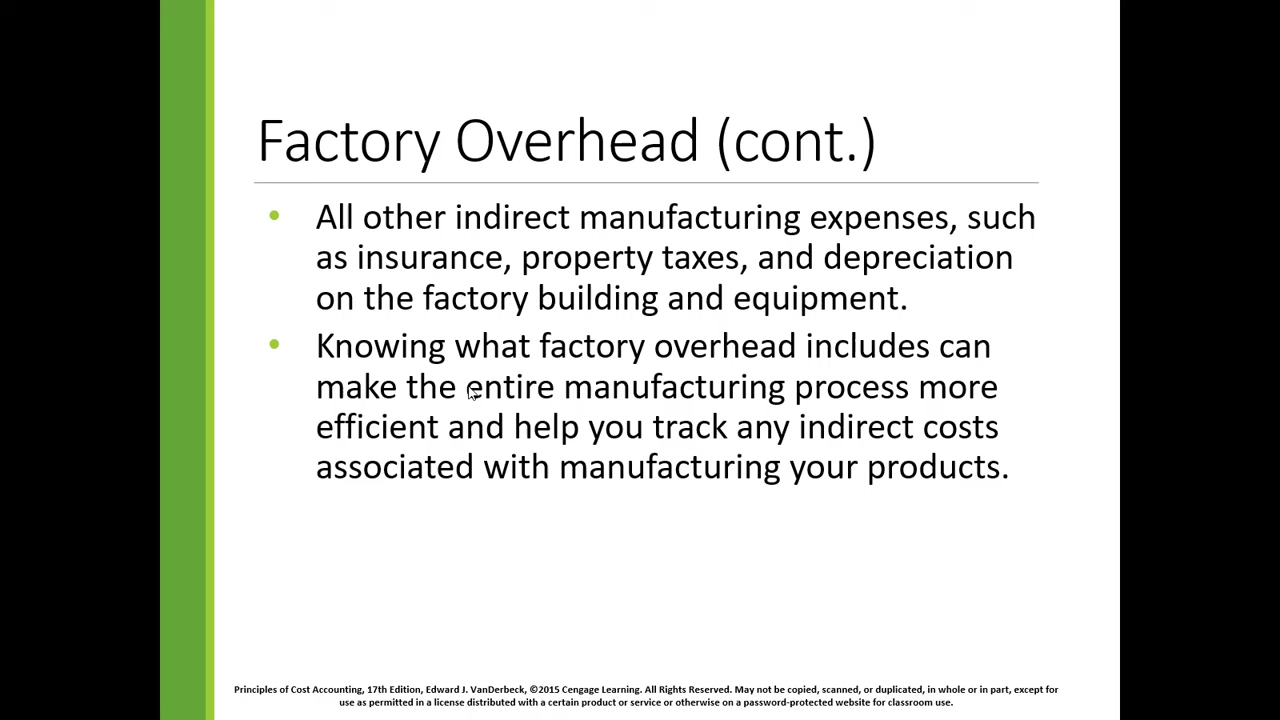 Factory Overhead (cont.)
• All other indirect manufacturing expenses, such
as insurance, property taxes, and depreciation
on the factory building and equipment.
• Knowing what factory overhead includes can
make the entire manufacturing process more
efficient and help you track any indirect costs
associated with manufacturing your products.
Principles of Cost Accounting, 17th Edition, Edward J. VanDerbeck, ©2015 Cengage Learning. All Rights Reserved. May not be copied, scanned, or duplicated, in whole or in part, except for
use as permitted in a license distributed with a certain product or service or otherwise on a password-protected website for classroom use.